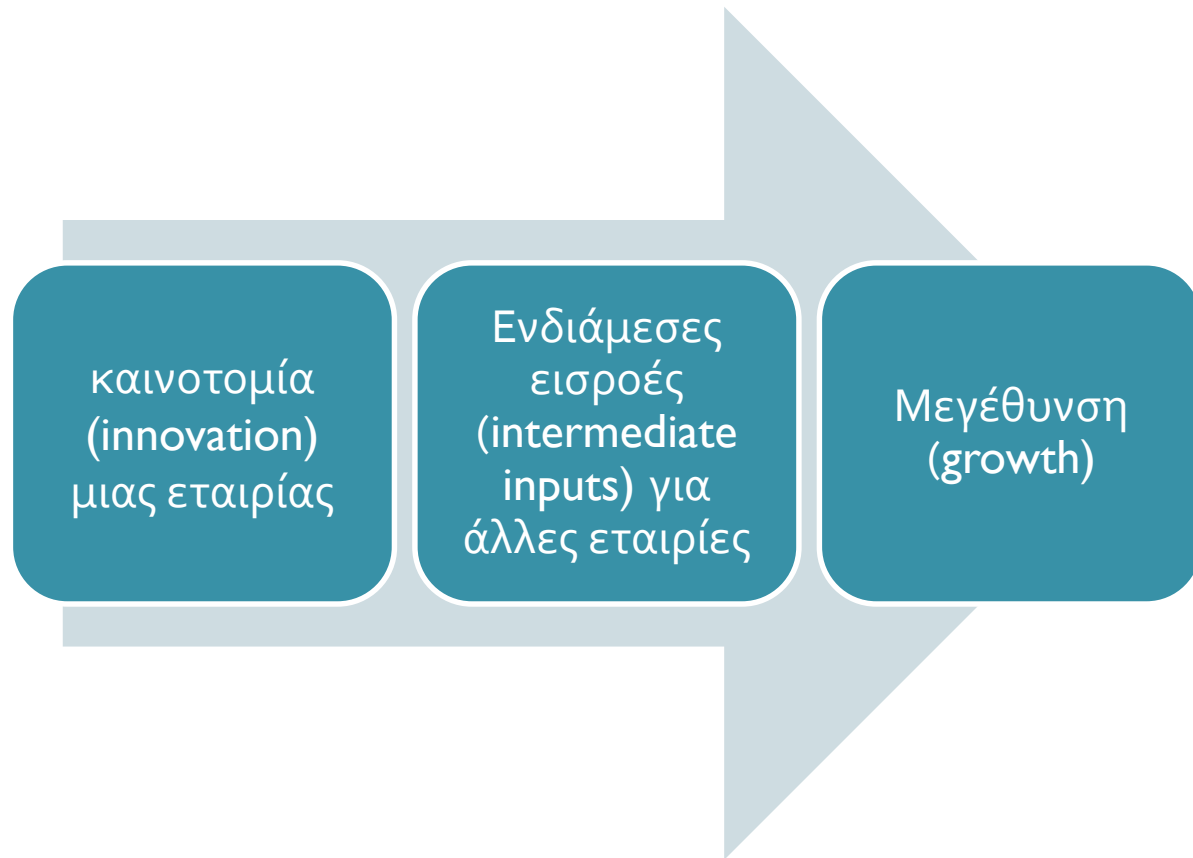 καινοτομία
(innovation)
μιας εταιρίας
Ενδιάμεσες
εισροές
(intermediate
inputs) για
άλλες εταιρίες
Μεγέθυνση
(growth)